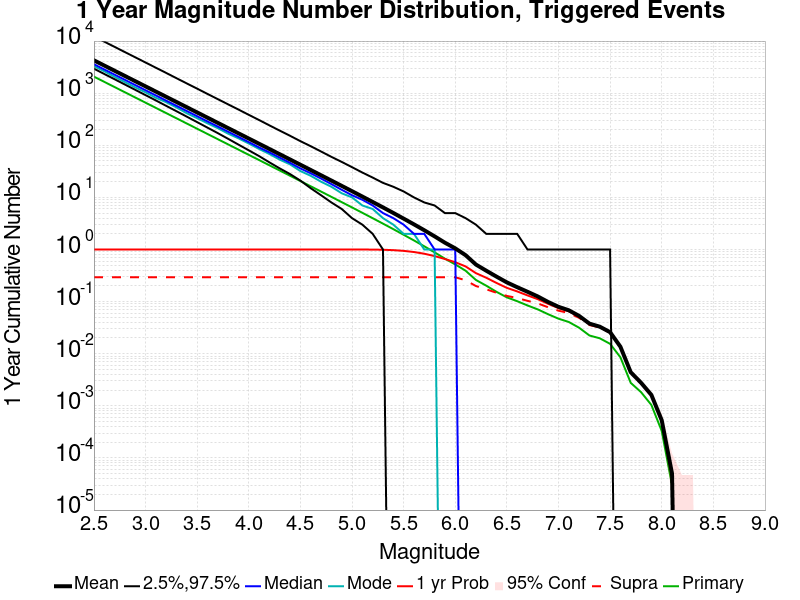 1 Year Magnitude Number Distribution, Triggered Events
1 Year Cumulative Number
10^4
10^3
10^2
10^1
10^0
10^-1
10^-2
10^-3
10^-4
10^-5
2.5 3.0 3.5 4.0 4.5 5.0 5.5 6.0 6.5 7.0 7.5 8.0 8.5 9.0
Magnitude
Mean 2.5%,97.5% Median Mode 1 yr Prob 95% Conf Supra Primary